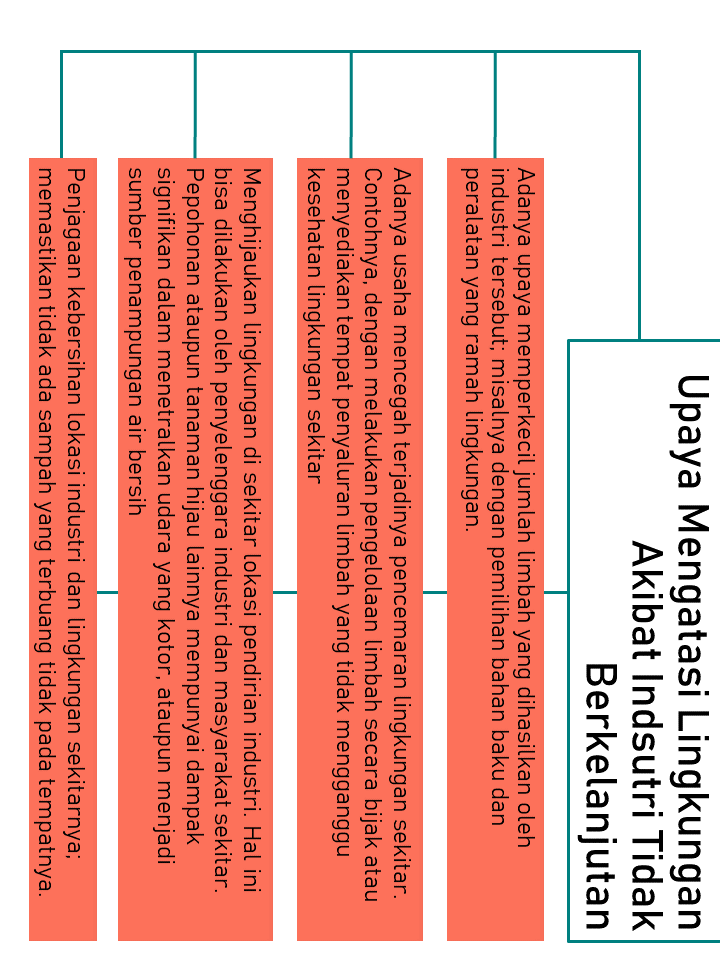 Upaya Mengatasi Lingkungan
Akibat Indsutri Tidak
Berkelanjutan
Adanya upaya memperkecil jumlah limbah yang dihasilkan oleh
industri tersebut; misalnya dengan pemilihan bahan baku dan
peralatan yang ramah lingkungan.
Adanya usaha mencegah terjadinya pencemaran lingkungan sekitar.
Contohnya, dengan melakukan pengelolaan limbah secara bijak atau
menyediakan tempat penyaluran limbah yang tidak mengganggu
kesehatan lingkungan sekitar
Menghijaukan lingkungan di sekitar lokasi pendirian industri. Hal ini
bisa dilakukan oleh penyelenggara industri dan masyarakat sekitar.
Pepohonan ataupun tanaman hijau lainnya mempunyai dampak
signifikan dalam menetralkan udara yang kotor, ataupun menjadi
sumber penampungan air bersih
Penjagaan kebersihan lokasi industri dan lingkungan sekitarnya;
memastikan tidak ada sampah yang terbuang tidak pada tempatnya.